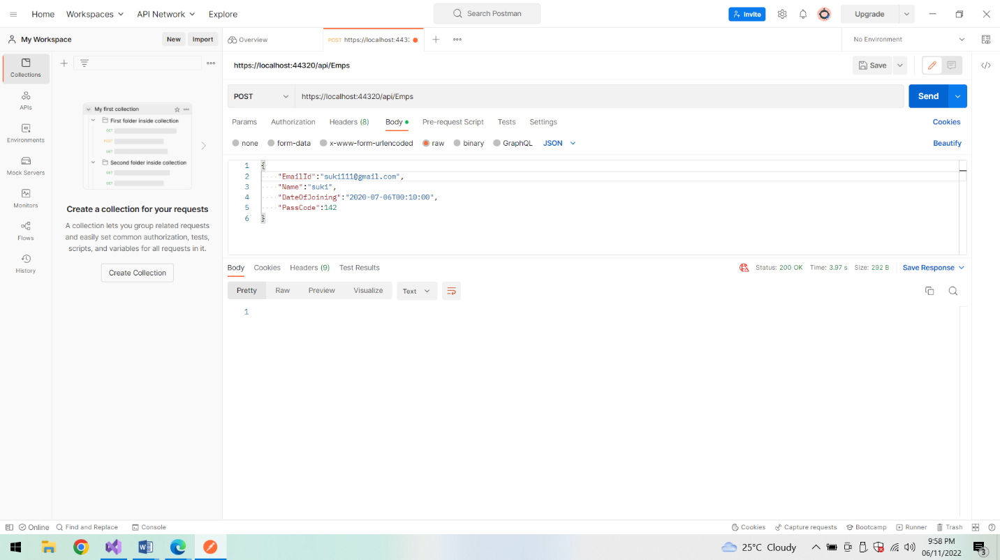 Home Workspaces API Network Explore Search Postman Invite Upgrade
My Workspace New Import Overview POST https://localhost:443: No Environment
https://localhost:44320/api/Emps Save
POST https://localhost:44320/api/Emps Send
Params Authorization Headers (8) Body Pre-request Script Tests Settings Cookies
none form-data x-www-form-urlencoded raw binary GraphQL JSON Beautify
1 {
2 "EmailId":"suki111@gmail.com",
3 "Name":"suki",
4 "DateOfJoining":"2020-07-06T00:10:00",
5 "PassCode":142
6 }
Body Cookies Headers (9) Test Results Status: 200 OK Time: 3.97 s Size: 292 B Save Response
Pretty Raw Preview Visualize Text
1
Collections
APIs
Environments
Mock Servers
Monitors
Flows
History
My first collection
First folder inside collection
GET
POST
GET
Second folder inside collection
GET
GET
Create a collection for your requests
A collection lets you group related requests
and easily set common authorization, tests,
scripts, and variables for all requests in it.
Create Collection
Online Find and Replace Console Cookies Capture requests Bootcamp Runner Trash
25°C Cloudy
9:58 PM
06/11/2022
3